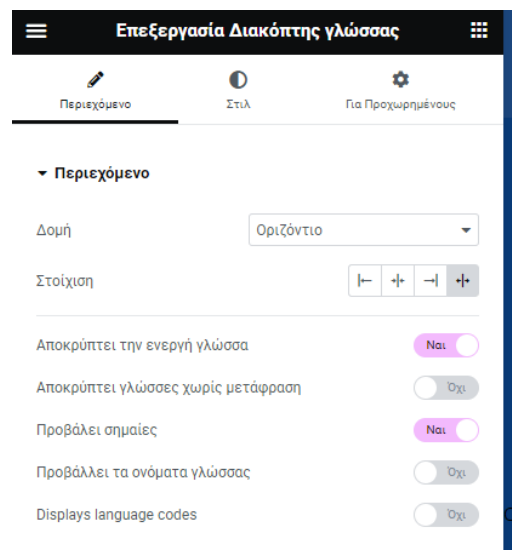 Επεξεργασία Διακόπτης γλώσσας
Περιεχόμενο Στιλ Για Προχωρημένους
Περιεχόμενο
Δομή Οριζόντιο
Στοίχιση
Αποκρύπτει την ενεργή γλώσσα Ναι
Αποκρύπτει γλώσσες χωρίς μετάφραση Όχι
Προβάλει σημαίες Ναι
Προβάλλει τα ονόματα γλώσσας Όχι
Displays language codes Όχι